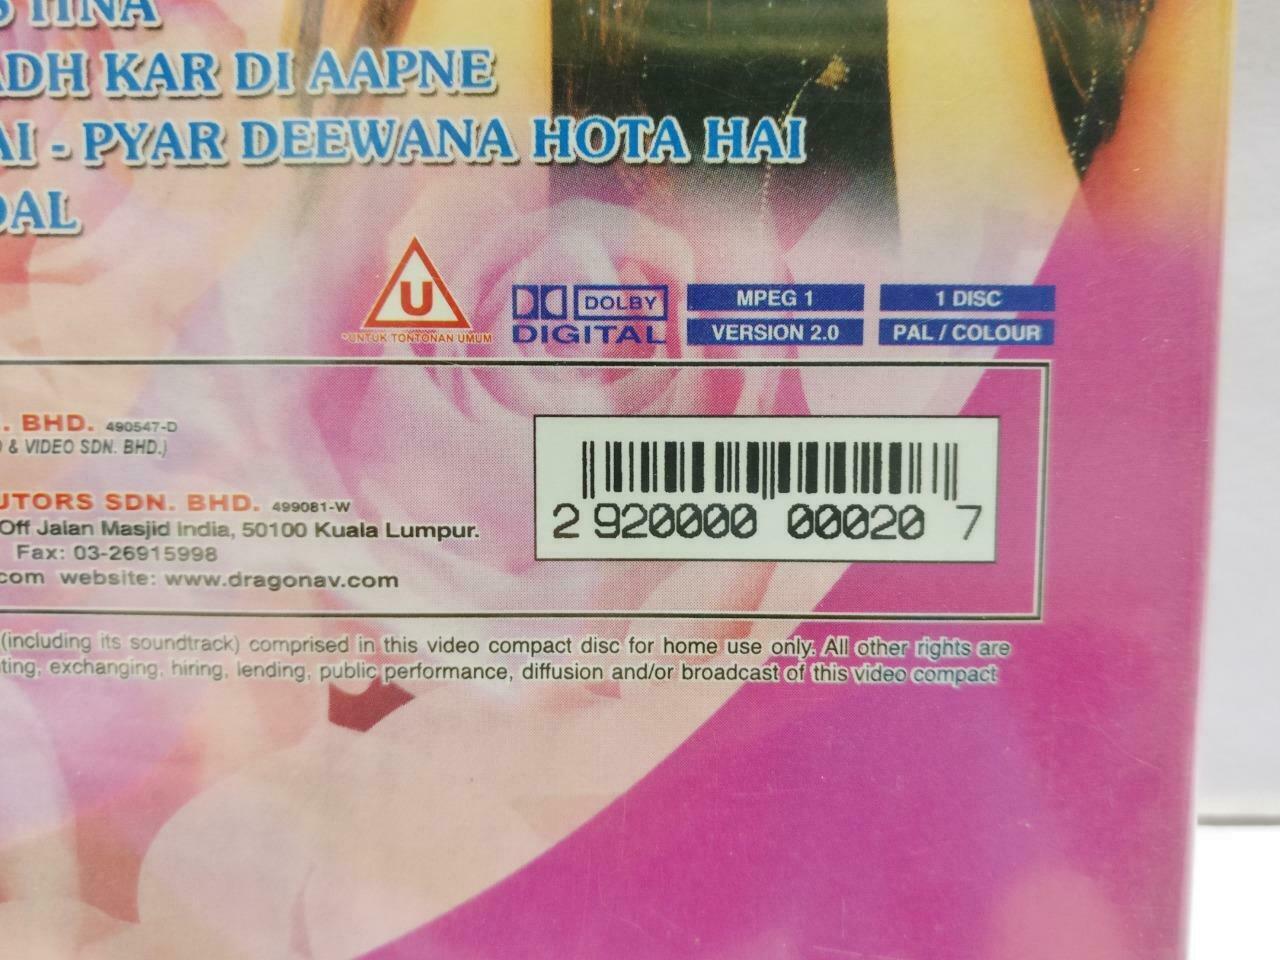 HNA
ADH KAR DI AAPNE
AI - PYAR DEEWANA HOTA HAI
DAL
U
*UNTUK TONTONAN UMUM
DOLBY
DIGITAL
MPEG 1
VERSION 2.0
1 DISC
PAL / COLOUR
. BHD. 490547-D
& VIDEO SDN. BHD.)
UTORS SDN. BHD. 499081-W
Off Jalan Masjid India, 50100 Kuala Lumpur.
Fax: 03-26915998
com website: www.dragonav.com
2 920000 00020 7
(including its soundtrack) comprised in this video compact disc for home use only. All other rights are
ting, exchanging, hiring, lending, public performance, diffusion and/or broadcast of this video compact